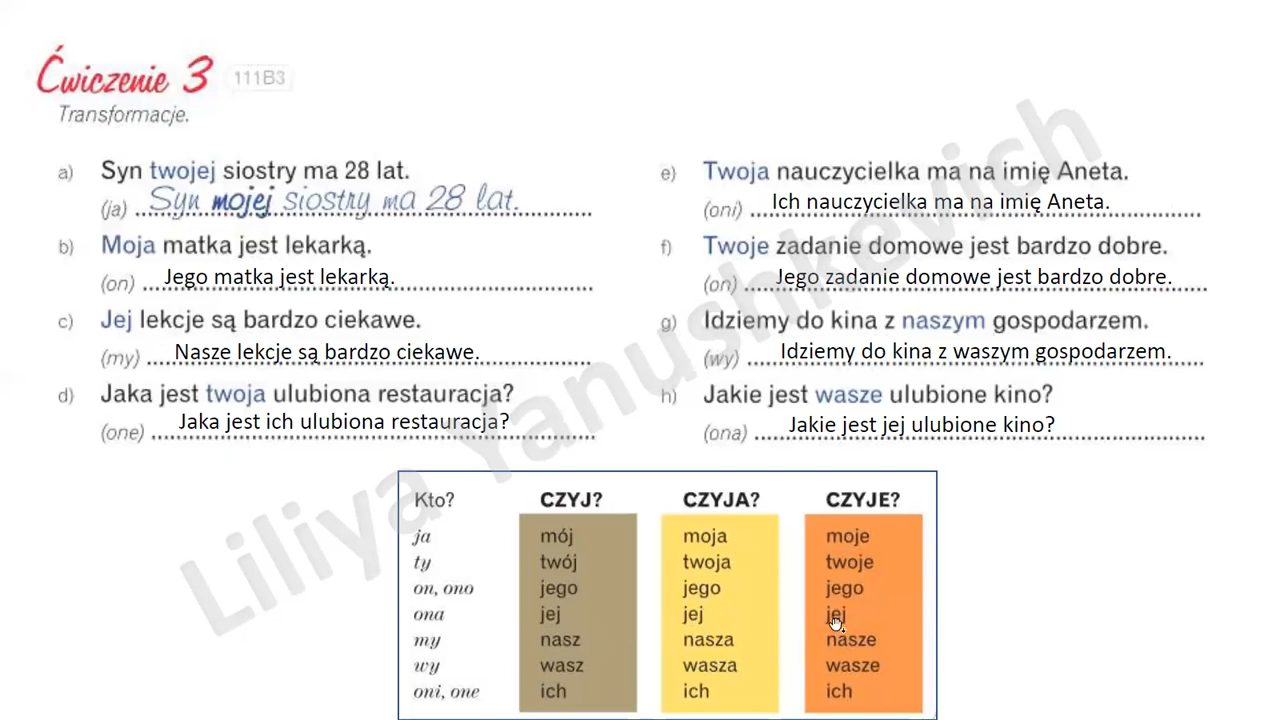 Ćwiczenie 3 111B3
Transformacje.
a) Syn twojej siostry ma 28 lat.
(ja) Syn mojej siostry ma 28 lat.
b) Moja matka jest lekarką.
(on) Jego matka jest lekarką.
c) Jej lekcje są bardzo ciekawe.
(my) Nasze lekcje są bardzo ciekawe.
d) Jaka jest twoja ulubiona restauracja?
(one) Jaka jest ich ulubiona restauracja?
e) Twoja nauczycielka ma na imię Aneta.
(oni) Ich nauczycielka ma na imię Aneta.
f) Twoje zadanie domowe jest bardzo dobre.
(on) Jego zadanie domowe jest bardzo dobre.
g) Idziemy do kina z naszym gospodarzem.
(wy) Idziemy do kina z waszym gospodarzem.
h) Jakie jest wasze ulubione kino?
(ona) Jakie jest jej ulubione kino?
Kto? CZYJ? CZYJA? CZYJE?
ja mój moja moje
ty twój twoja twoje
on, ono jego jego jego
ona jej jej jej
my nasz nasza nasze
wy wasz wasza wasze
oni, one ich ich ich
Liliya Yanushkevich